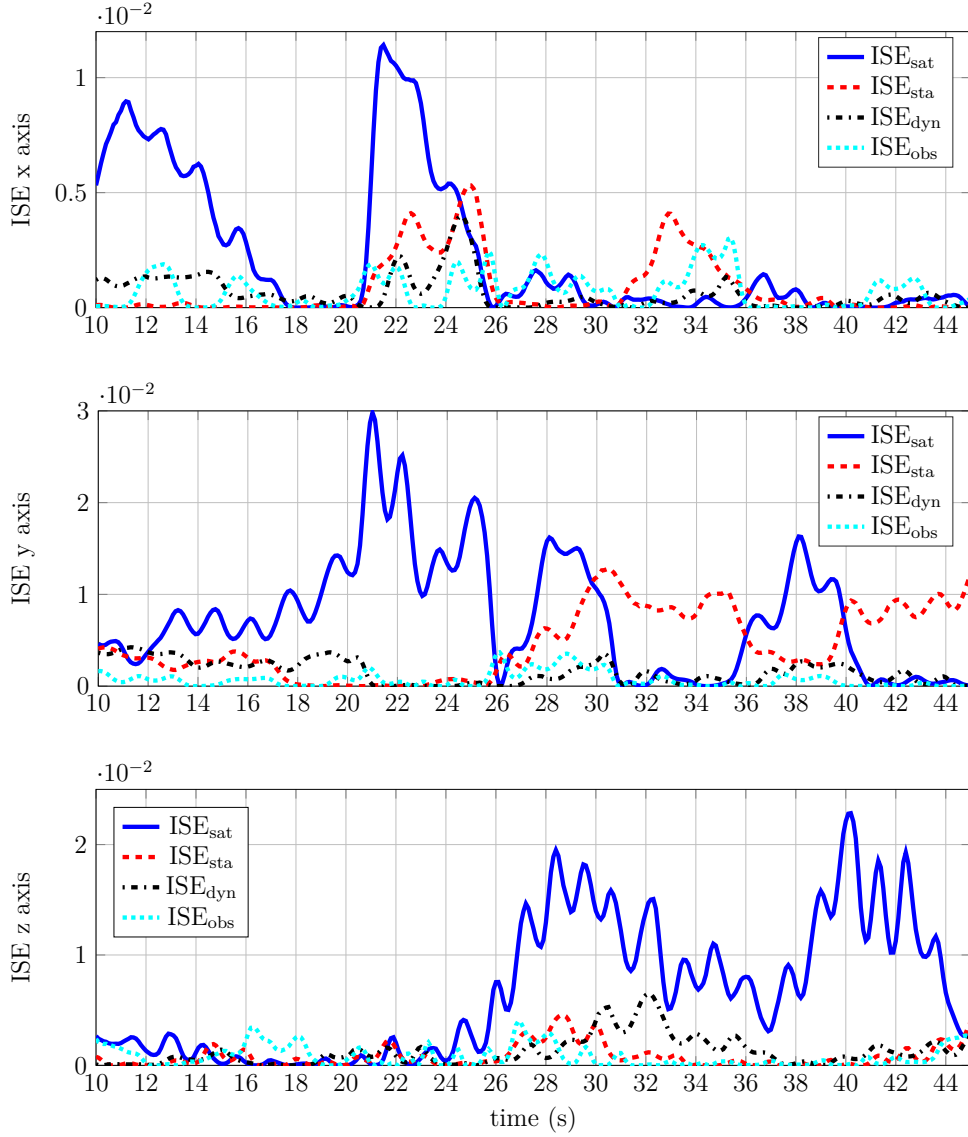 ·10⁻²
1
0.5
0
ISE x axis
ISE_sat
ISE_sta
ISE_dyn
ISE_obs
10 12 14 16 18 20 22 24 26 28 30 32 34 36 38 40 42 44
·10⁻²
3
2
1
0
ISE y axis
ISE_sat
ISE_sta
ISE_dyn
ISE_obs
10 12 14 16 18 20 22 24 26 28 30 32 34 36 38 40 42 44
·10⁻²
2
1
0
ISE z axis
ISE_sat
ISE_sta
ISE_dyn
ISE_obs
10 12 14 16 18 20 22 24 26 28 30 32 34 36 38 40 42 44
time (s)